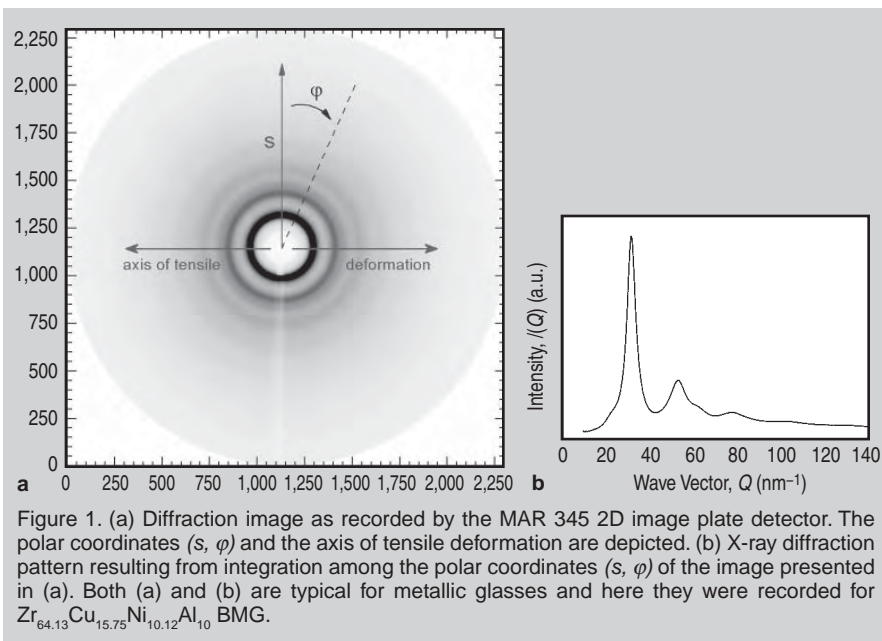 2,250
2,000
1,750
1,500
1,250
1,000
750
500
250
0
φ
s
axis of tensile
deformation
a
0 250 500 750 1,000 1,250 1,500 1,750 2,000 2,250
Intensity, I(Q) (a.u.)
b
0 20 40 60 80 100 120 140
Wave Vector, Q (nm⁻¹)
Figure 1. (a) Diffraction image as recorded by the MAR 345 2D image plate detector. The
polar coordinates (s, φ) and the axis of tensile deformation are depicted. (b) X-ray diffraction
pattern resulting from integration among the polar coordinates (s, φ) of the image presented
in (a). Both (a) and (b) are typical for metallic glasses and here they were recorded for
Zr₆₄.₁₃Cu₁₅.₇₅Ni₁₀.₁₂Al₁₀ BMG.